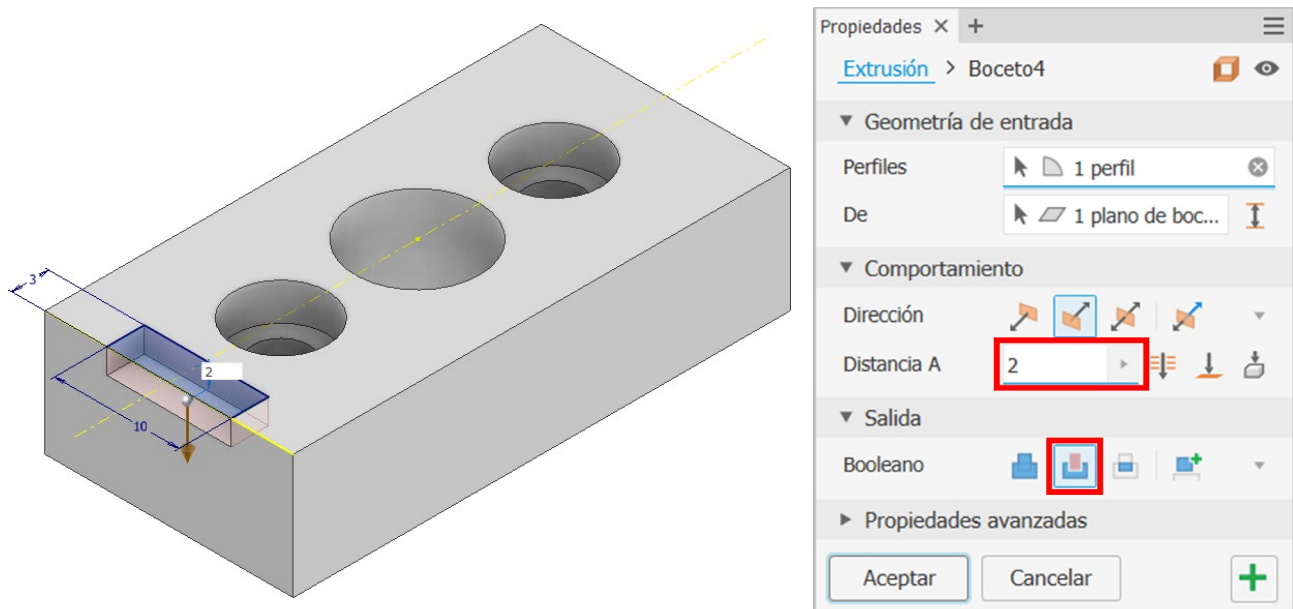 3
2
10
Propiedades × +
Extrusión > Boceto4
Geometría de entrada
Perfiles 1 perfil
De 1 plano de boc...
Comportamiento
Dirección
Distancia A 2
Salida
Booleano
Propiedades avanzadas
Aceptar Cancelar